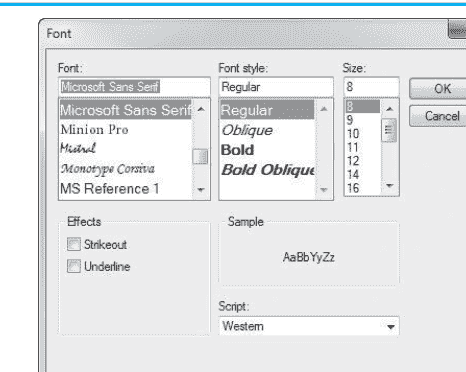 Font
Font: Font style: Size:
Microsoft Sans Serif Regular 8 OK
Microsoft Sans Serif Regular 8 Cancel
Minion Pro Oblique 9
Mistral Bold 10
Monotype Corsiva Bold Oblique 11
MS Reference 1 12
14
16
Effects Sample
Strikeout AaBbYyZz
Underline
Script:
Western